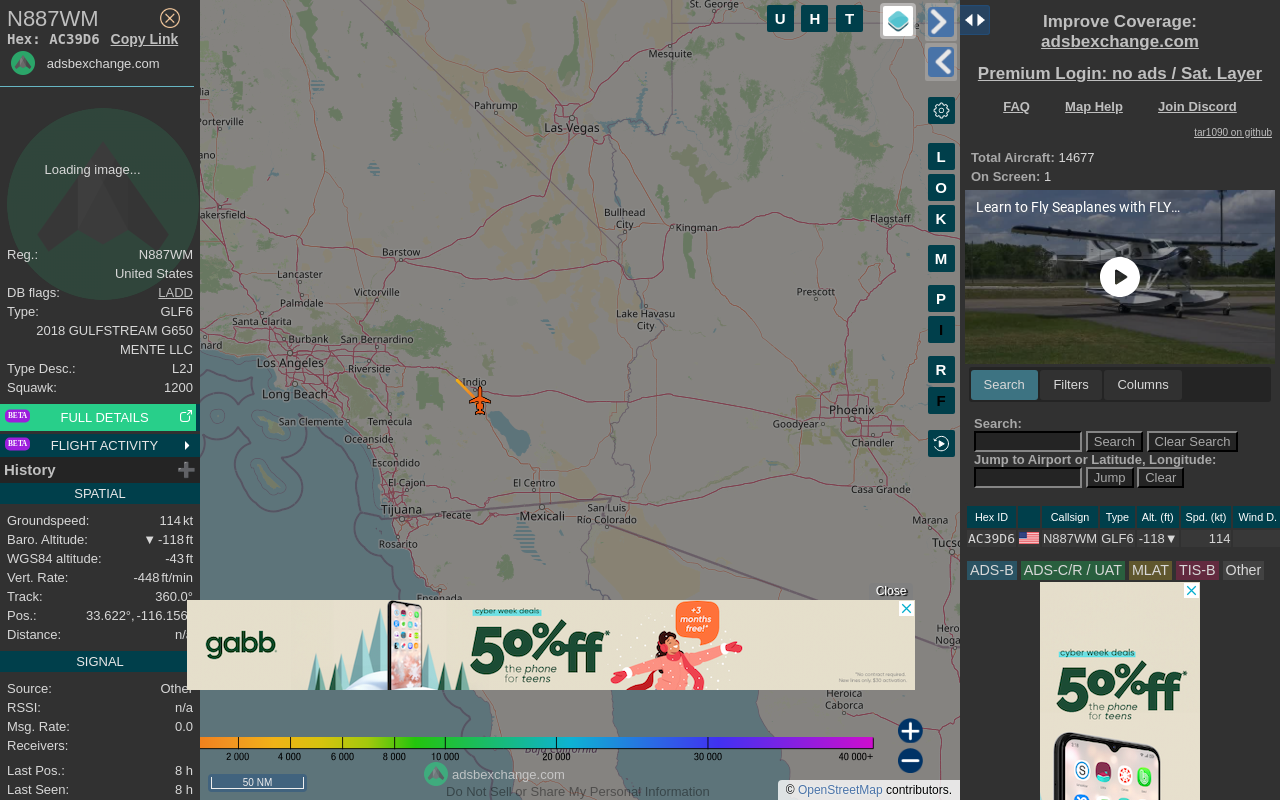 N887WM
Hex: AC39D6 Copy Link
adsbexchange.com
Loading image...
Reg.: N887WM
United States
DB flags: LADD
Type: GLF6
2018 GULFSTREAM G650
MENTE LLC
Type Desc.: L2J
Squawk: 1200
BETA FULL DETAILS
BETA FLIGHT ACTIVITY
History
SPATIAL
Groundspeed: 114 kt
Baro. Altitude: ▼ -118 ft
WGS84 altitude: -43 ft
Vert. Rate: -448 ft/min
Track: 360.0°
Pos.: 33.622°, -116.156
Distance: n/a
SIGNAL
Source: Other
RSSI: n/a
Msg. Rate: 0.0
Receivers:
Last Pos.: 8 h
Last Seen: 8 h
St. George
Mesquite
Pahrump
Las Vegas
Porterville
Bullhead
City
Kingman
Flagstaff
Barstow
Lancaster
Victorville
Palmdale
Prescott
Santa Clarita
Lake Havasu
City
Burbank
San Bernardino
Los Angeles
Riverside
Indio
Long Beach
Phoenix
San Clemente
Temecula
Goodyear
Oceanside
Chandler
Escondido
El Cajon
El Centro
Casa Grande
Tijuana
Tecate
Mexicali
San Luis
Río Colorado
Marana
Rosarito
Ensenada
Heroica
Caborca
U H T
L
O
K
M
P
I
R
F
Close
gabb
cyber week deals
50%off*
the phone
for teens
+3
months
free!*
*No contract required.
New lines only. $30 activation.
2 000 4 000 6 000 8 000 10 000 20 000 30 000 40 000+
50 NM
adsbexchange.com
Do Not Sell or Share My Personal Information
© OpenStreetMap contributors.
Improve Coverage:
adsbexchange.com
Premium Login: no ads / Sat. Layer
FAQ Map Help Join Discord
tar1090 on github
Total Aircraft: 14677
On Screen: 1
Learn to Fly Seaplanes with FLY…
Search Filters Columns
Search:
Search Clear Search
Jump to Airport or Latitude, Longitude:
Jump Clear
Hex ID Callsign Type Alt. (ft) Spd. (kt) Wind D.
AC39D6 N887WM GLF6 -118▼ 114
ADS-B ADS-C/R / UAT MLAT TIS-B Other
cyber week deals
50%off*
the phone
for teens